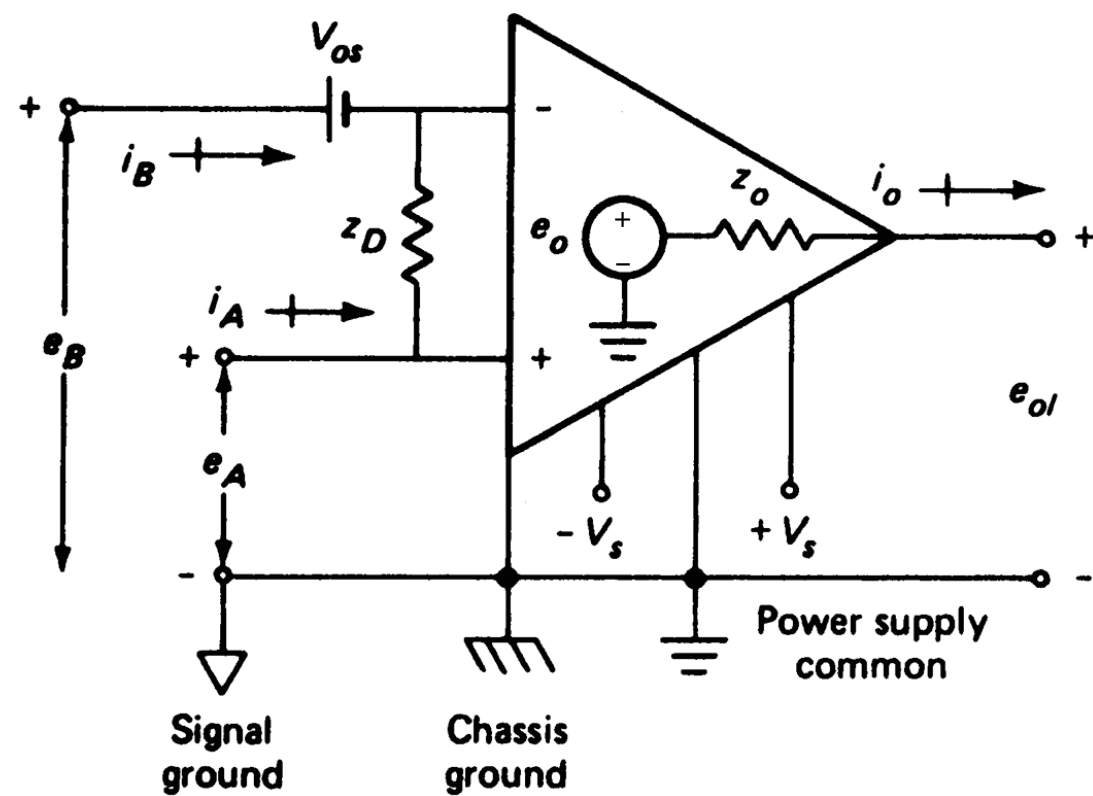 V_os
+
i_B
-
z_D
z_o
i_o
e_o
+
-
+
i_A
e_B
+
+
e_A
e_ol
- V_s
+ V_s
-
-
Power supply
common
Signal
ground
Chassis
ground